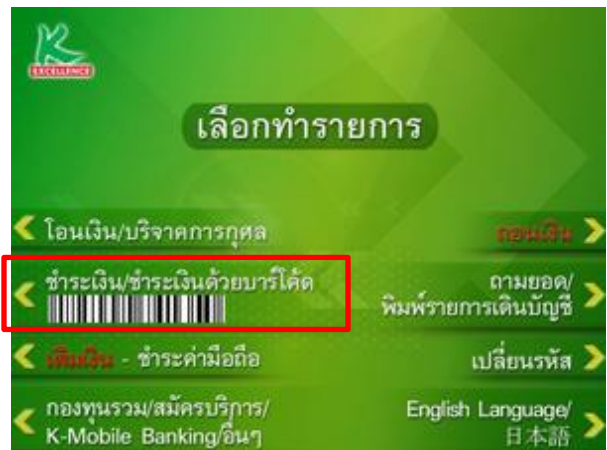 K
EXCELLENCE
เลือกทำรายการ
โอนเงิน/บริจาคการกุศล
ถอนเงิน
ชำระเงิน/ชำระเงินด้วยบาร์โค้ด
ถามยอด/
พิมพ์รายการเดินบัญชี
เติมเงิน - ชำระค่ามือถือ
เปลี่ยนรหัส
กองทุนรวม/สมัครบริการ/
K-Mobile Banking/อื่นๆ
English Language/
日本語